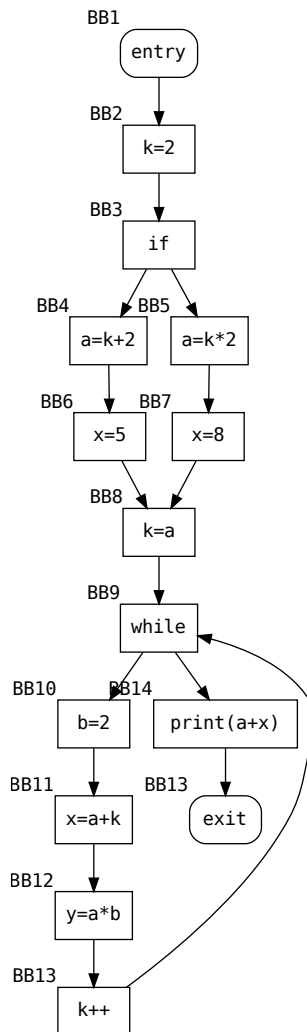 BB1
entry
BB2
k=2
BB3
if
BB4
BB5
a=k+2
a=k*2
BB6
BB7
x=5
x=8
BB8
k=a
BB9
while
BB10
BB14
b=2
print(a+x)
BB11
BB13
x=a+k
exit
BB12
y=a*b
BB13
k++